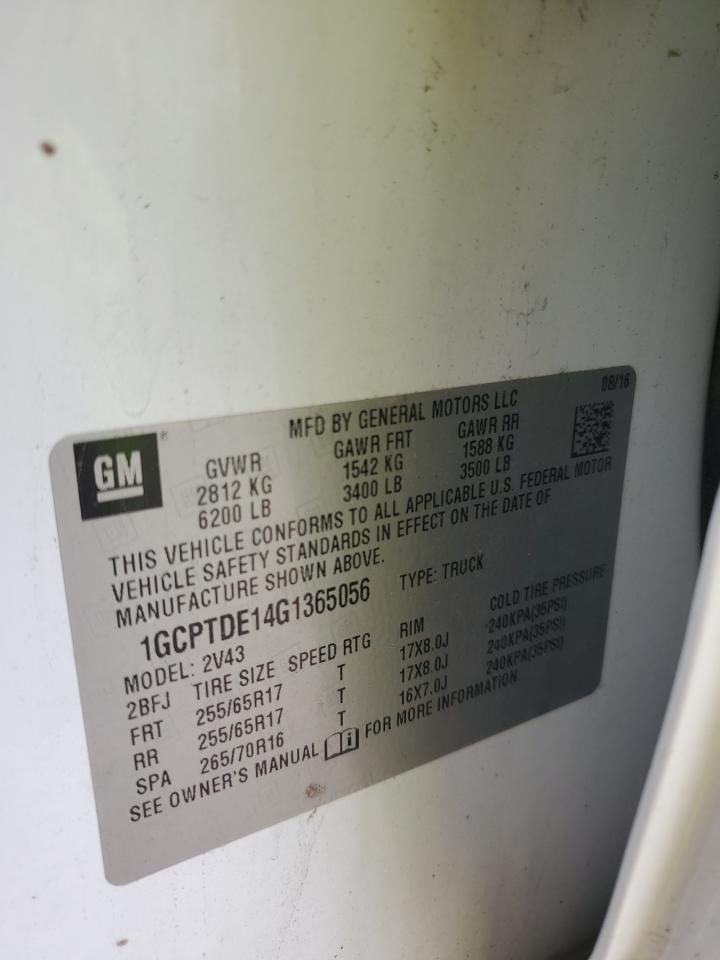 08/16
MFD BY GENERAL MOTORS LLC
GM
GVWR GAWR FRT GAWR RR
2812 KG 1542 KG 1588 KG
6200 LB 3400 LB 3500 LB
THIS VEHICLE CONFORMS TO ALL APPLICABLE U.S. FEDERAL MOTOR
VEHICLE SAFETY STANDARDS IN EFFECT ON THE DATE OF
MANUFACTURE SHOWN ABOVE.
1GCPTDE14G1365056 TYPE: TRUCK
MODEL: 2V43
2BFJ TIRE SIZE SPEED RTG RIM COLD TIRE PRESSURE
FRT 255/65R17 T 17X8.0J 240KPA(35PSI)
RR 255/65R17 T 17X8.0J 240KPA(35PSI)
SPA 265/70R16 T 16X7.0J 240KPA(35PSI)
SEE OWNER'S MANUAL FOR MORE INFORMATION.